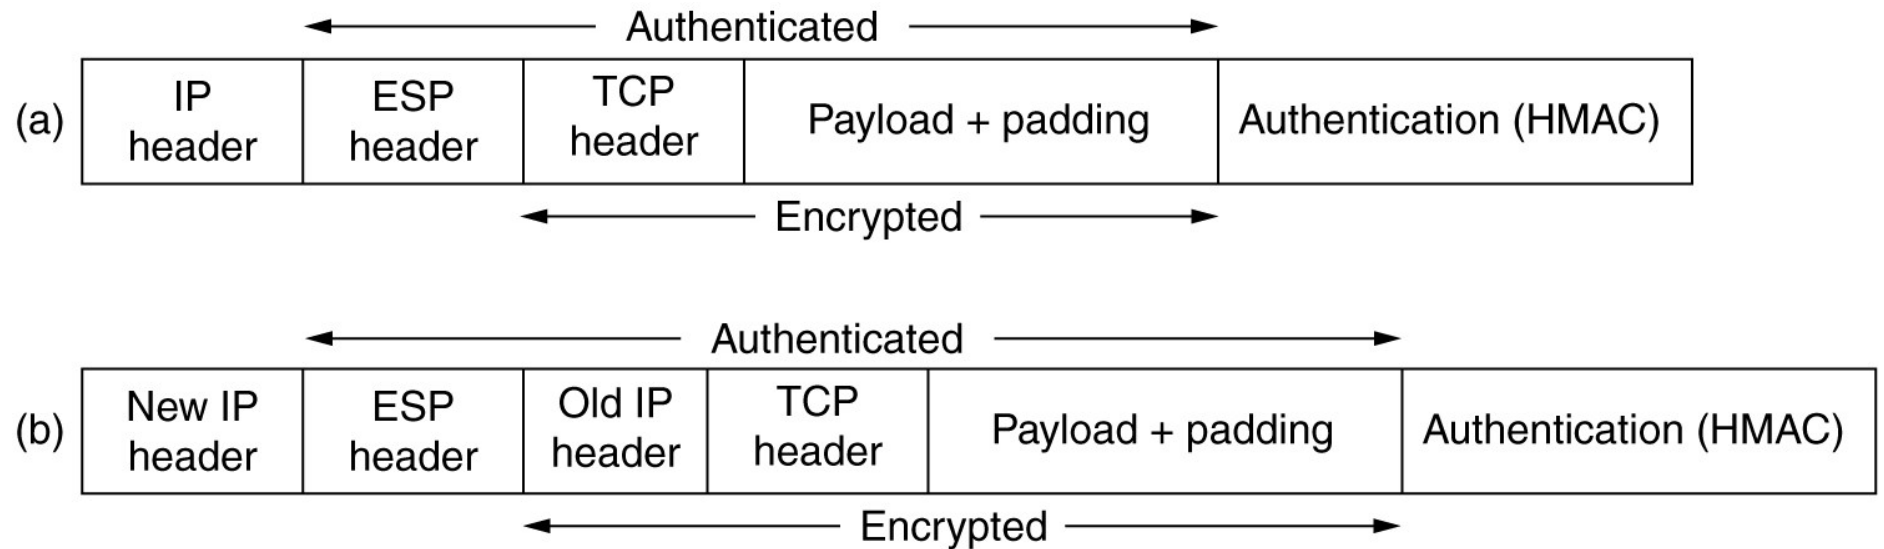 Authenticated
(a)
IP
header
ESP
header
TCP
header
Payload + padding
Authentication (HMAC)
Encrypted
Authenticated
(b)
New IP
header
ESP
header
Old IP
header
TCP
header
Payload + padding
Authentication (HMAC)
Encrypted